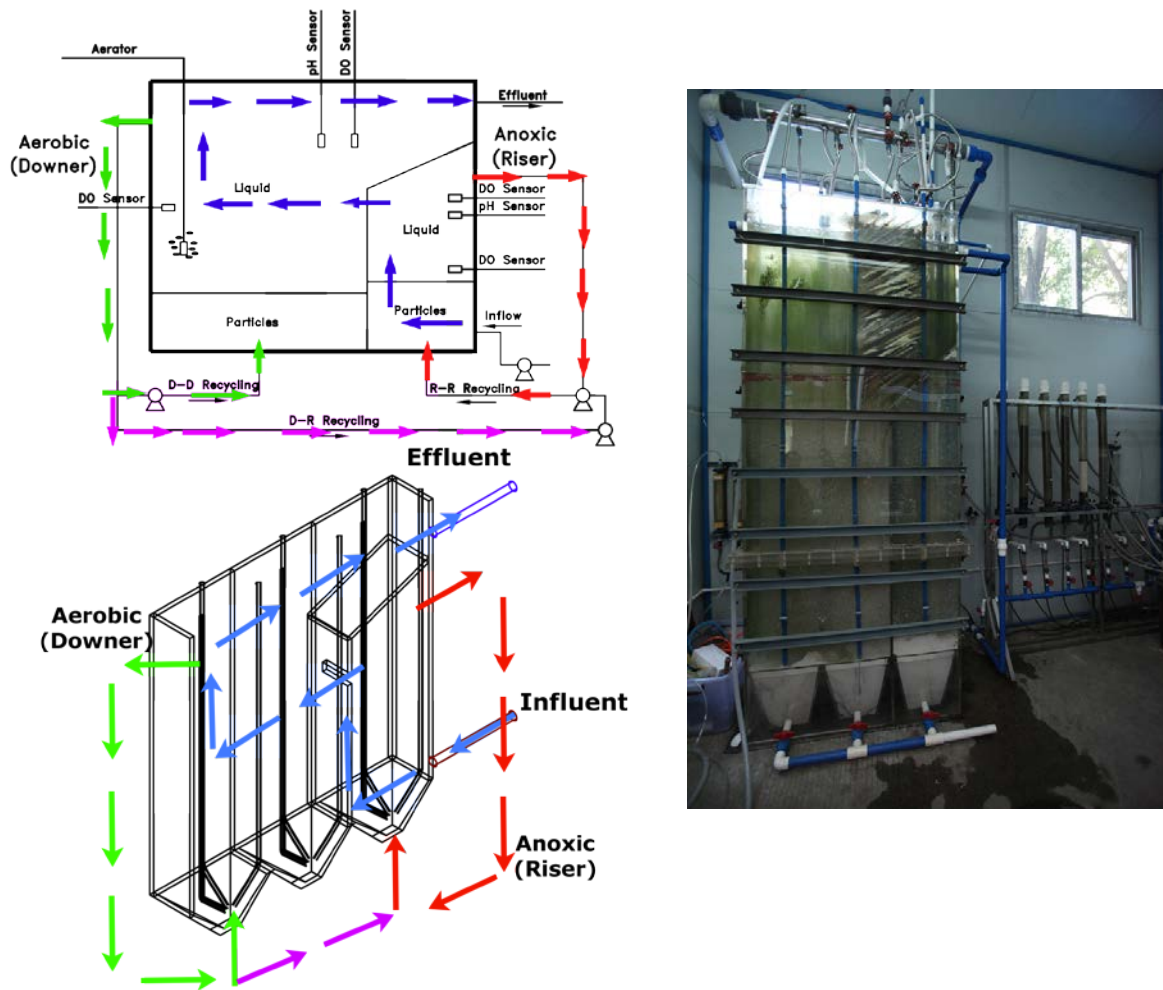 pH Sensor
DO Sensor
Aerator
Effluent
Aerobic
(Downer)
Anoxic
(Riser)
DO Sensor
Liquid
DO Sensor
pH Sensor
Liquid
DO Sensor
Particles
Particles
Inflow
D-D Recycling
R-R Recycling
D-R Recycling
Effluent
Aerobic
(Downer)
Influent
Anoxic
(Riser)